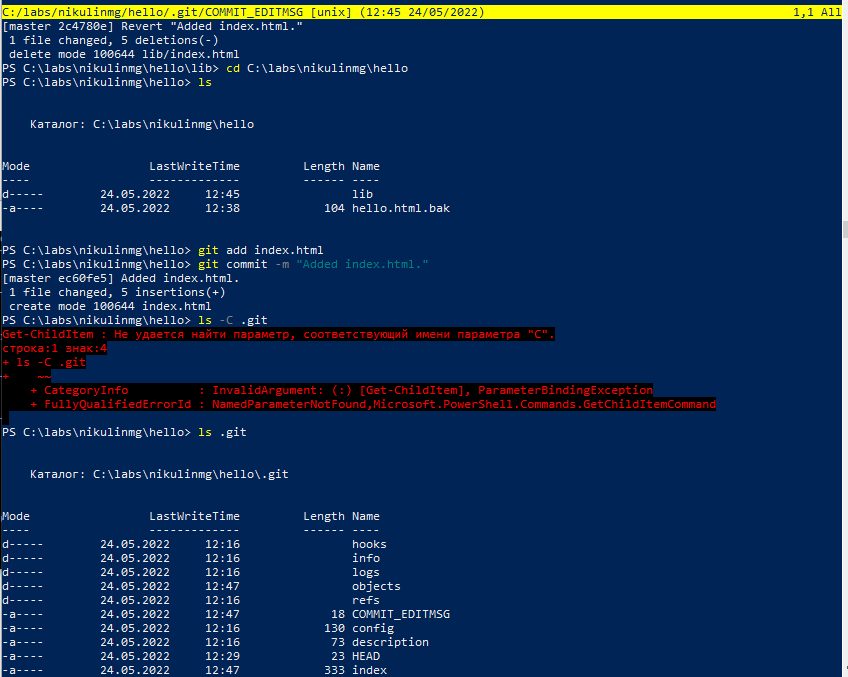 C:/labs/nikulinmg/hello/.git/COMMIT_EDITMSG [unix] (12:45 24/05/2022) 1,1 All
[master 2c4780e] Revert "Added index.html."
 1 file changed, 5 deletions(-)
 delete mode 100644 lib/index.html
PS C:\labs\nikulinmg\hello\lib> cd C:\labs\nikulinmg\hello
PS C:\labs\nikulinmg\hello> ls
    Каталог: C:\labs\nikulinmg\hello
Mode                LastWriteTime         Length Name
----                -------------         ------ ----
d-----        24.05.2022     12:45                lib
-a----        24.05.2022     12:38            104 hello.html.bak
PS C:\labs\nikulinmg\hello> git add index.html
PS C:\labs\nikulinmg\hello> git commit -m "Added index.html."
[master ec60fe5] Added index.html.
 1 file changed, 5 insertions(+)
 create mode 100644 index.html
PS C:\labs\nikulinmg\hello> ls -C .git
Get-ChildItem : Не удается найти параметр, соответствующий имени параметра "C".
строка:1 знак:4
+ ls -C .git
+    ~~
    + CategoryInfo          : InvalidArgument: (:) [Get-ChildItem], ParameterBindingException
    + FullyQualifiedErrorId : NamedParameterNotFound,Microsoft.PowerShell.Commands.GetChildItemCommand
PS C:\labs\nikulinmg\hello> ls .git
    Каталог: C:\labs\nikulinmg\hello\.git
Mode                LastWriteTime         Length Name
----                -------------         ------ ----
d-----        24.05.2022     12:16                hooks
d-----        24.05.2022     12:16                info
d-----        24.05.2022     12:16                logs
d-----        24.05.2022     12:47                objects
d-----        24.05.2022     12:16                refs
-a----        24.05.2022     12:47             18 COMMIT_EDITMSG
-a----        24.05.2022     12:16            130 config
-a----        24.05.2022     12:16             73 description
-a----        24.05.2022     12:29             23 HEAD
-a----        24.05.2022     12:47            333 index